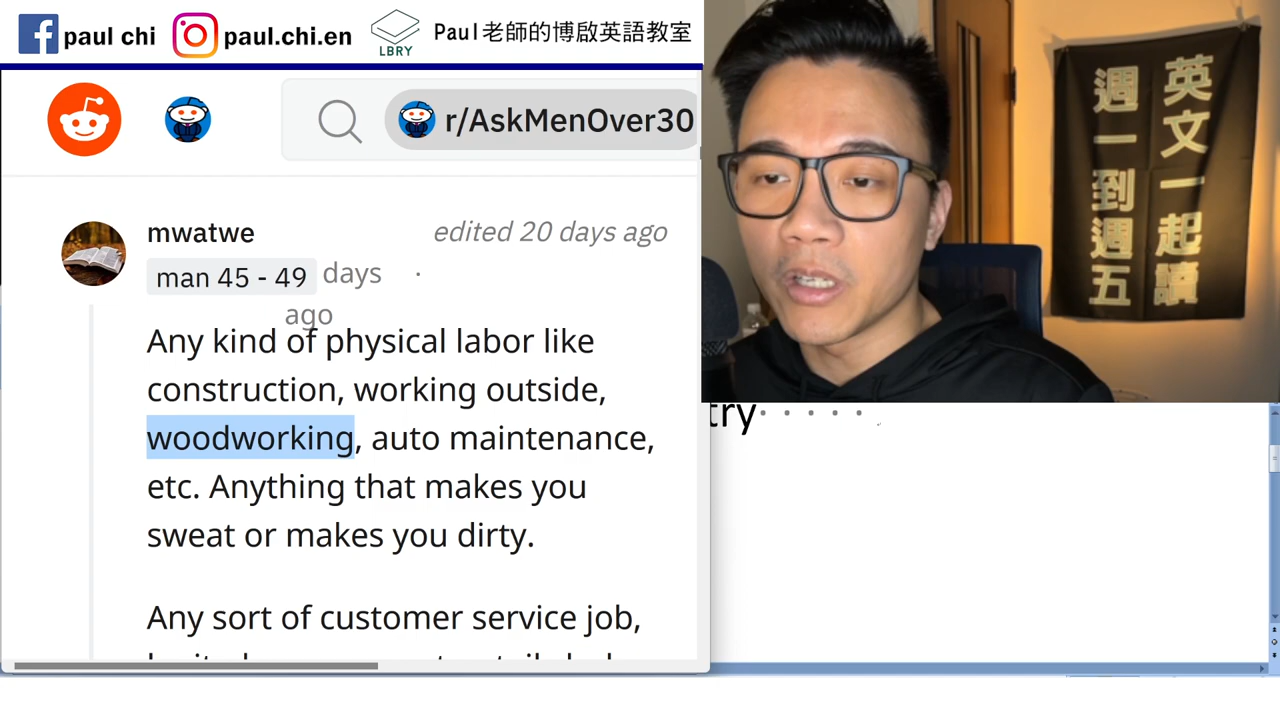 paul chi
paul.chi.en
LBRY
Paul老師的博啟英語教室
r/AskMenOver30
mwatwe
edited 20 days ago
man 45 - 49
days
·
ago
Any kind of physical labor like
construction, working outside,
woodworking, auto maintenance,
etc. Anything that makes you
sweat or makes you dirty.
Any sort of customer service job,
try
英文一起讀
週一到週五